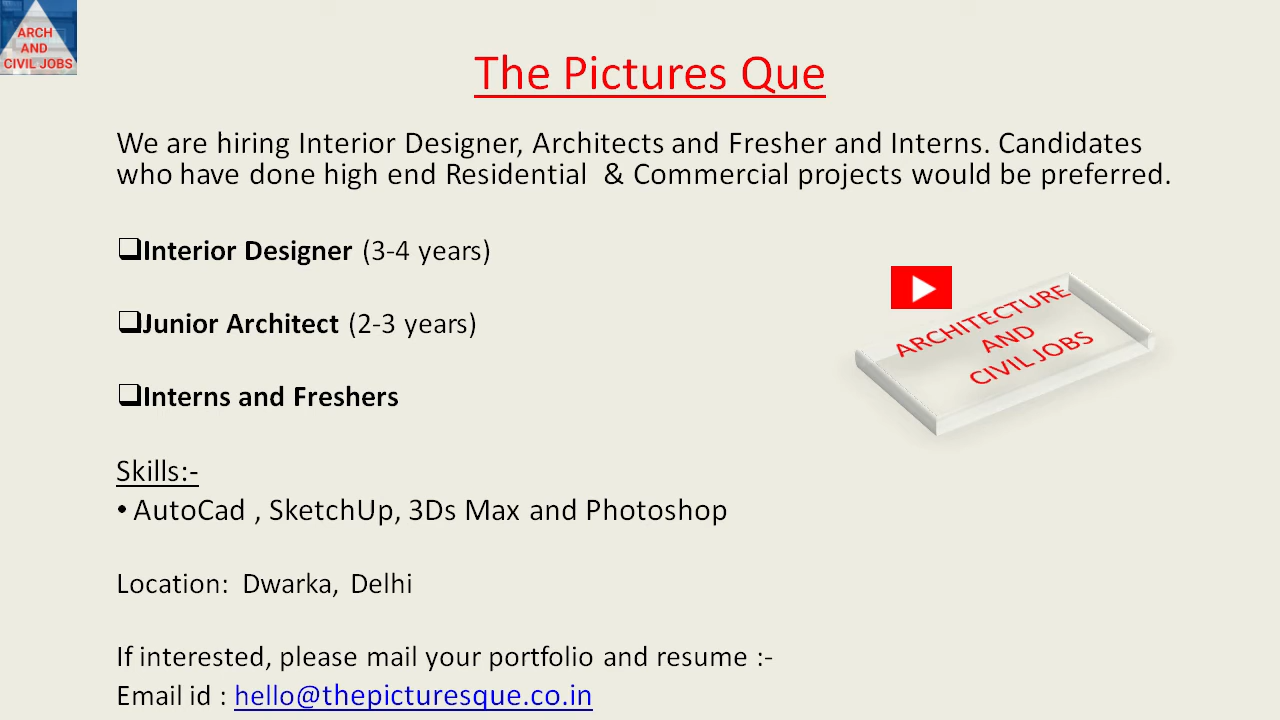 ARCH
AND
CIVIL JOBS
The Pictures Que
We are hiring Interior Designer, Architects and Fresher and Interns. Candidates
who have done high end Residential & Commercial projects would be preferred.
❑Interior Designer (3-4 years)
❑Junior Architect (2-3 years)
❑Interns and Freshers
ARCHITECTURE
AND
CIVIL JOBS
Skills:-
• AutoCad , SketchUp, 3Ds Max and Photoshop
Location: Dwarka, Delhi
If interested, please mail your portfolio and resume :-
Email id : hello@thepicturesque.co.in